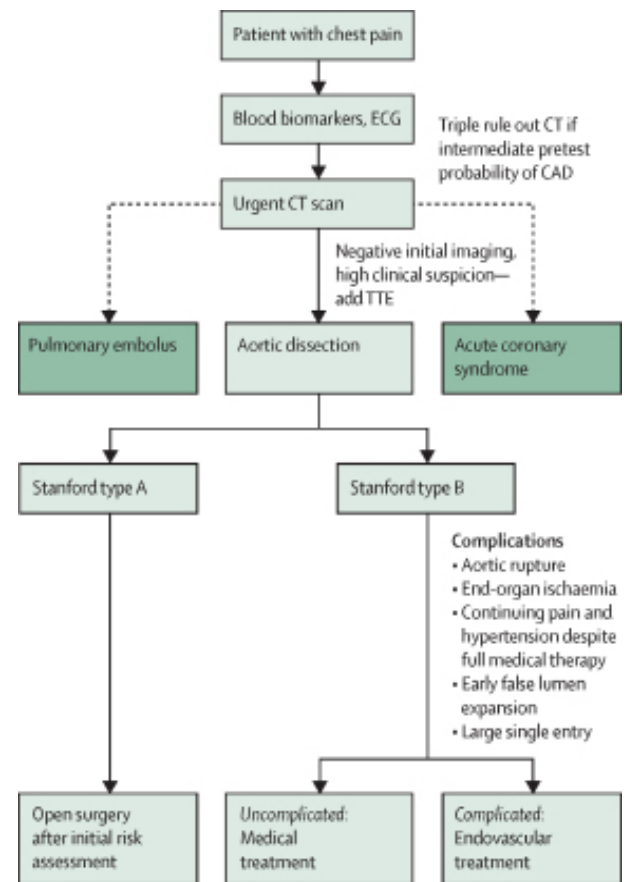 Patient with chest pain
Blood biomarkers, ECG
Triple rule out CT if
intermediate pretest
probability of CAD
Urgent CT scan
Negative initial imaging,
high clinical suspicion—
add TTE
Pulmonary embolus
Aortic dissection
Acute coronary
syndrome
Stanford type A
Stanford type B
Complications
• Aortic rupture
• End-organ ischaemia
• Continuing pain and
hypertension despite
full medical therapy
• Early false lumen
expansion
• Large single entry
Open surgery
after initial risk
assessment
Uncomplicated:
Medical
treatment
Complicated:
Endovascular
treatment